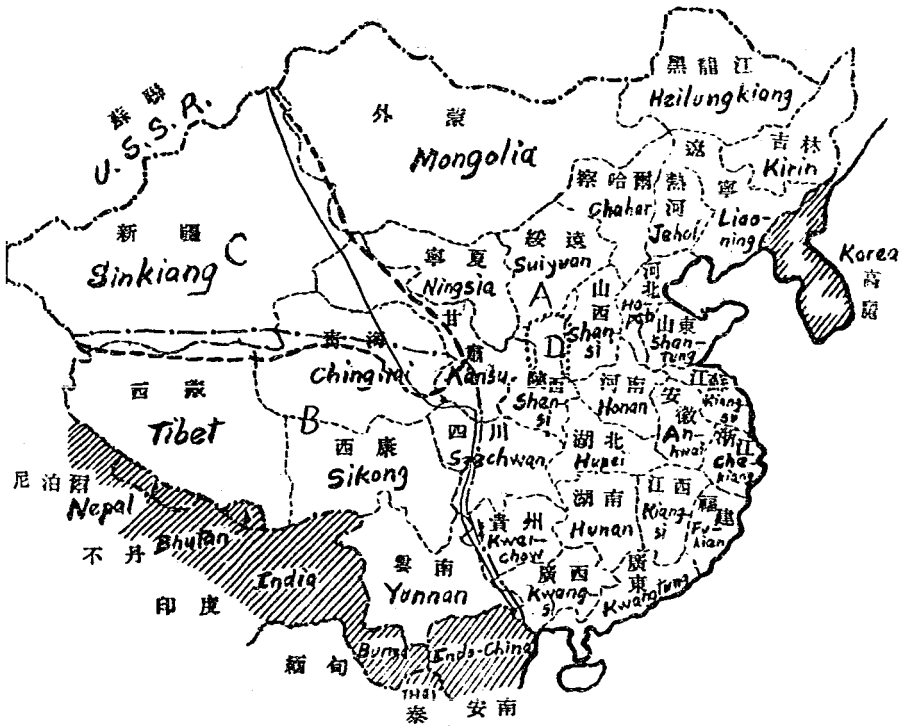 蘇聯
U.S.S.R.
外蒙
Mongolia
黑龍江
Heilungkiang
吉林
Kirin
遼寧
Liao-
ning
熱河
Jehol
察哈爾
Chahar
綏遠
Suiyuan
A
新疆
Sinkiang
C
寧夏
Ningsia
甘肅
Kansu
青海
B
山西
Shan-
si
D
陝西
Shan-
si
河北
山東
Shan-
tung
Korea
高麗
河南
Honan
江蘇
Kiang-
su
安徽
An-
hwei
浙江
Che-
kiang
西藏
Tibet
西康
Sikong
四川
Szechwan
湖北
Hupei
湖南
Hunan
江西
Kiang-
si
福建
Fu-
kian
貴州
Kwei-
chow
雲南
Yunnan
廣西
Kwang-
si
廣東
Kwangtung
尼泊爾
Nepal
不丹
Bhutan
印度
India
緬甸
Burma
Indo-China
Thai
泰
安南